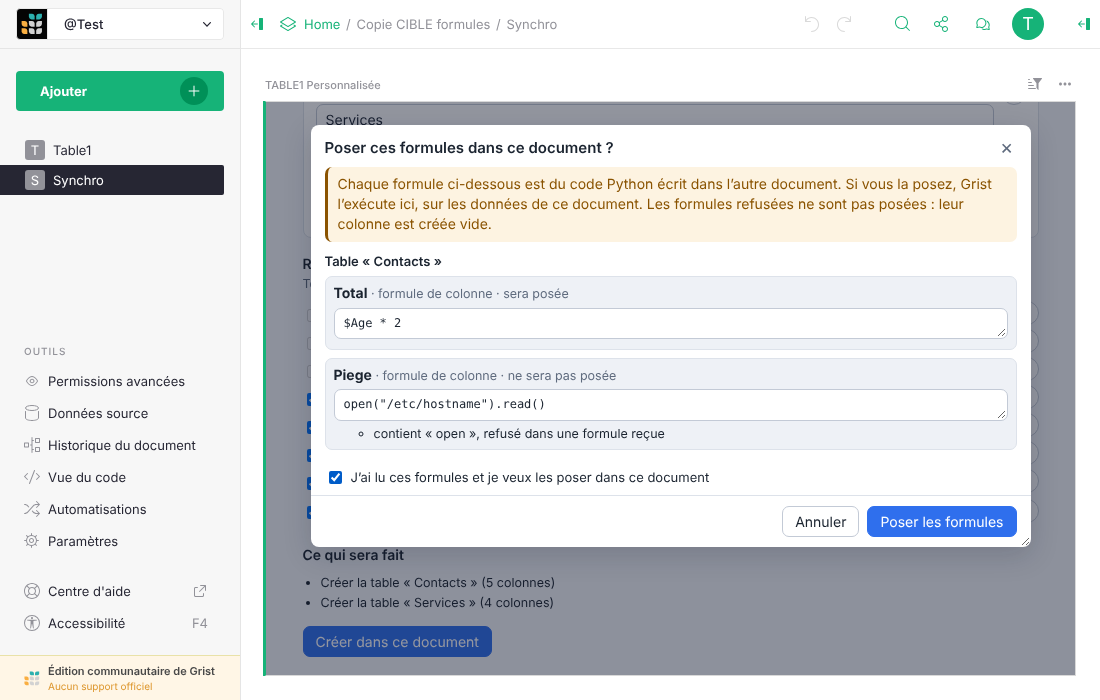 @Test
Home / Copie CIBLE formules / Synchro
T
Ajouter
TABLE1 Personnalisée
T Table1
S Synchro
Services
Poser ces formules dans ce document ?
Chaque formule ci-dessous est du code Python écrit dans l'autre document. Si vous la posez, Grist
l'exécute ici, sur les données de ce document. Les formules refusées ne sont pas posées : leur
colonne est créée vide.
Table « Contacts »
Total · formule de colonne · sera posée
$Age * 2
Piege · formule de colonne · ne sera pas posée
open("/etc/hostname").read()
contient « open », refusé dans une formule reçue
J'ai lu ces formules et je veux les poser dans ce document
Annuler
Poser les formules
Ce qui sera fait
Créer la table « Contacts » (5 colonnes)
Créer la table « Services » (4 colonnes)
Créer dans ce document
OUTILS
Permissions avancées
Données source
Historique du document
Vue du code
Automatisations
Paramètres
Centre d'aide
Accessibilité F4
Édition communautaire de Grist
Aucun support officiel